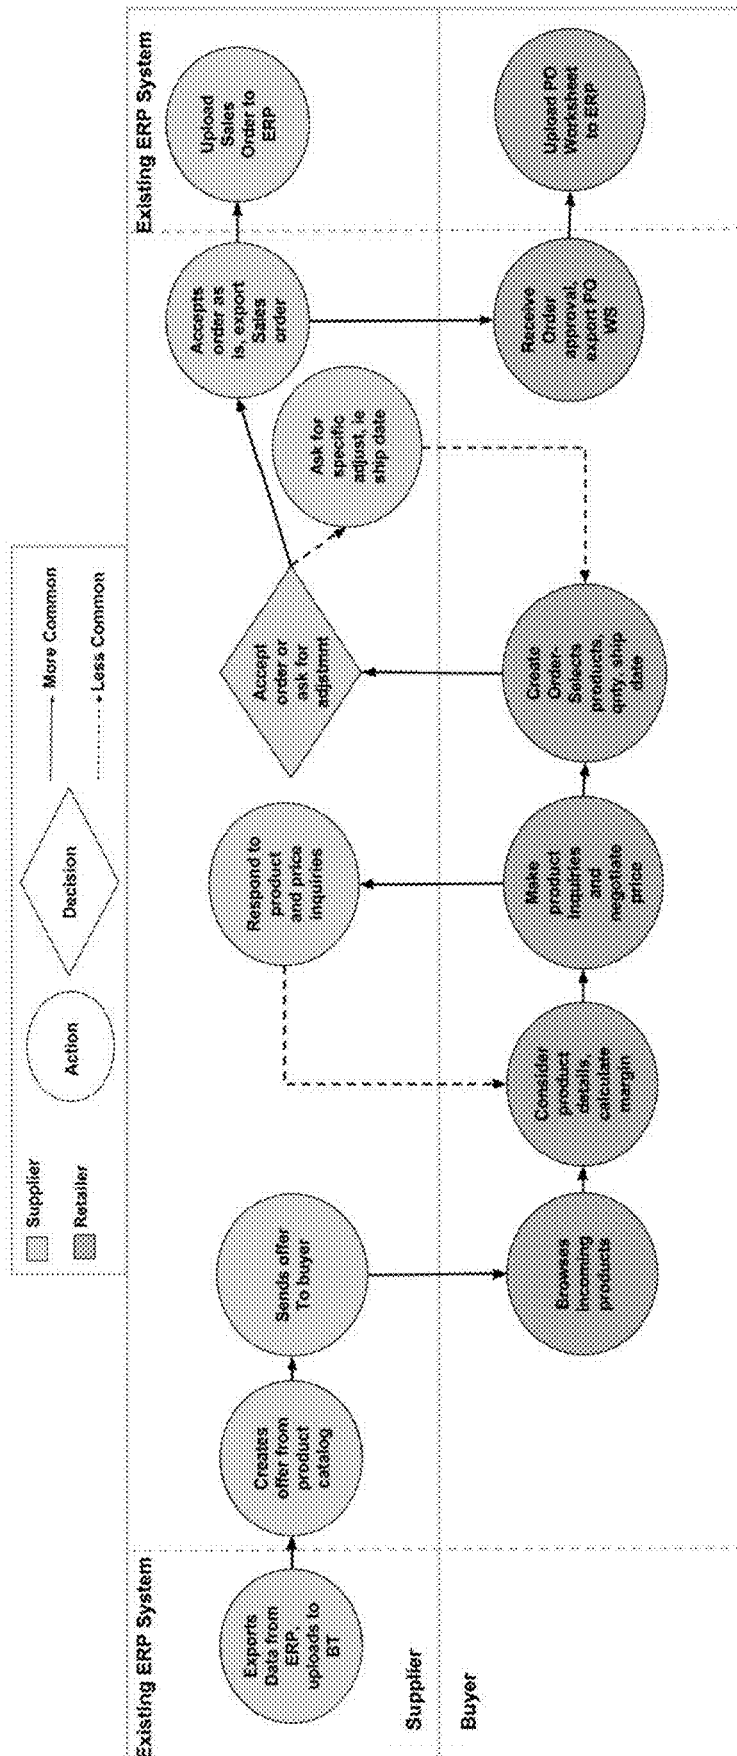 Supplier
Retailer
Action
Decision
More Common
Less Common
Existing ERP System
Existing ERP System
Supplier
Buyer
Exports
Data from
ERP,
uploads to
BT
Creates
offer from
product
catalog
Sends offer
To buyer
Respond to
product
and price
inquiries
Accept
order or
ask for
adjstmnt
Ask for
specific
adjust, ie
ship date
Accepts
order as
is, export
Sales
order
Upload
Sales
Order to
ERP
Browses
incoming
products
Consider
product
details,
calculate
margin
Make
product
inquiries
and
negotiate
price
Create
Order-
Selects
products,
qnty, ship
date
Receive
Order
approval,
export PO
WS
Upload PO
Worksheet
to ERP